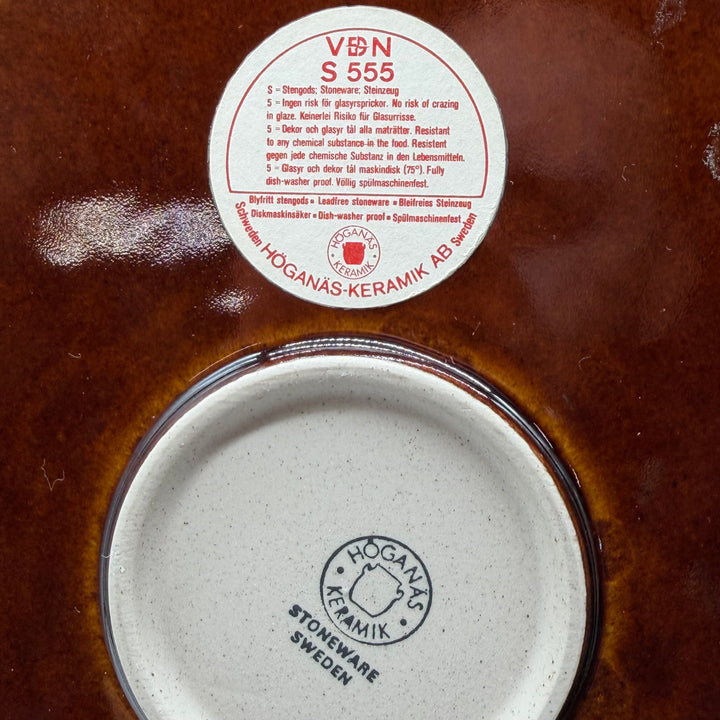 VDN
S 555
S = Stengods; Stoneware; Steinzeug
5 = Ingen risk för glasyrsprickor. No risk of crazing
in glaze. Keinerlei Risiko für Glasurrisse.
5 = Dekor och glasyr tål alla maträtter. Resistant
to any chemical substance in the food. Resistent
gegen jede chemische Substanz in den Lebensmitteln.
5 = Glasyr och dekor tål maskindisk (75°). Fully
dish-washer proof. Völlig spülmaschinenfest.
Blyfritt stengods • Leadfree stoneware • Bleifreies Steinzeug
Diskmaskinsäker • Dish-washer proof • Spülmaschinenfest
HÖGANÄS
• KERAMIK •
Schweden HÖGANÄS-KERAMIK AB Sweden
HÖGANÄS
• KERAMIK •
STONEWARE
SWEDEN